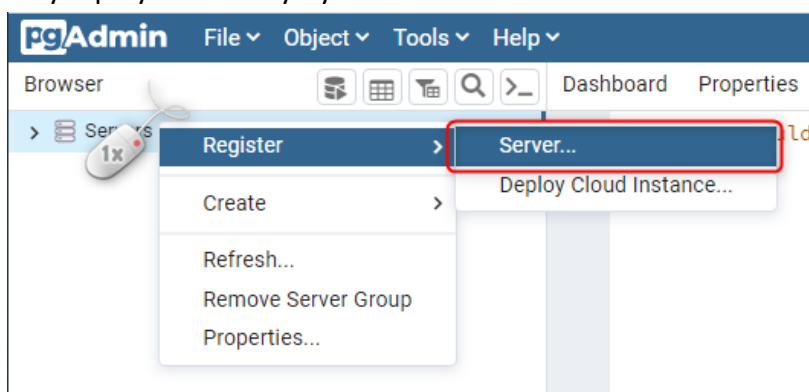 pgAdmin File Object Tools Help
Browser Dashboard Properties
Servers
1x
Register Server...
Deploy Cloud Instance...
Create
Refresh...
Remove Server Group
Properties...